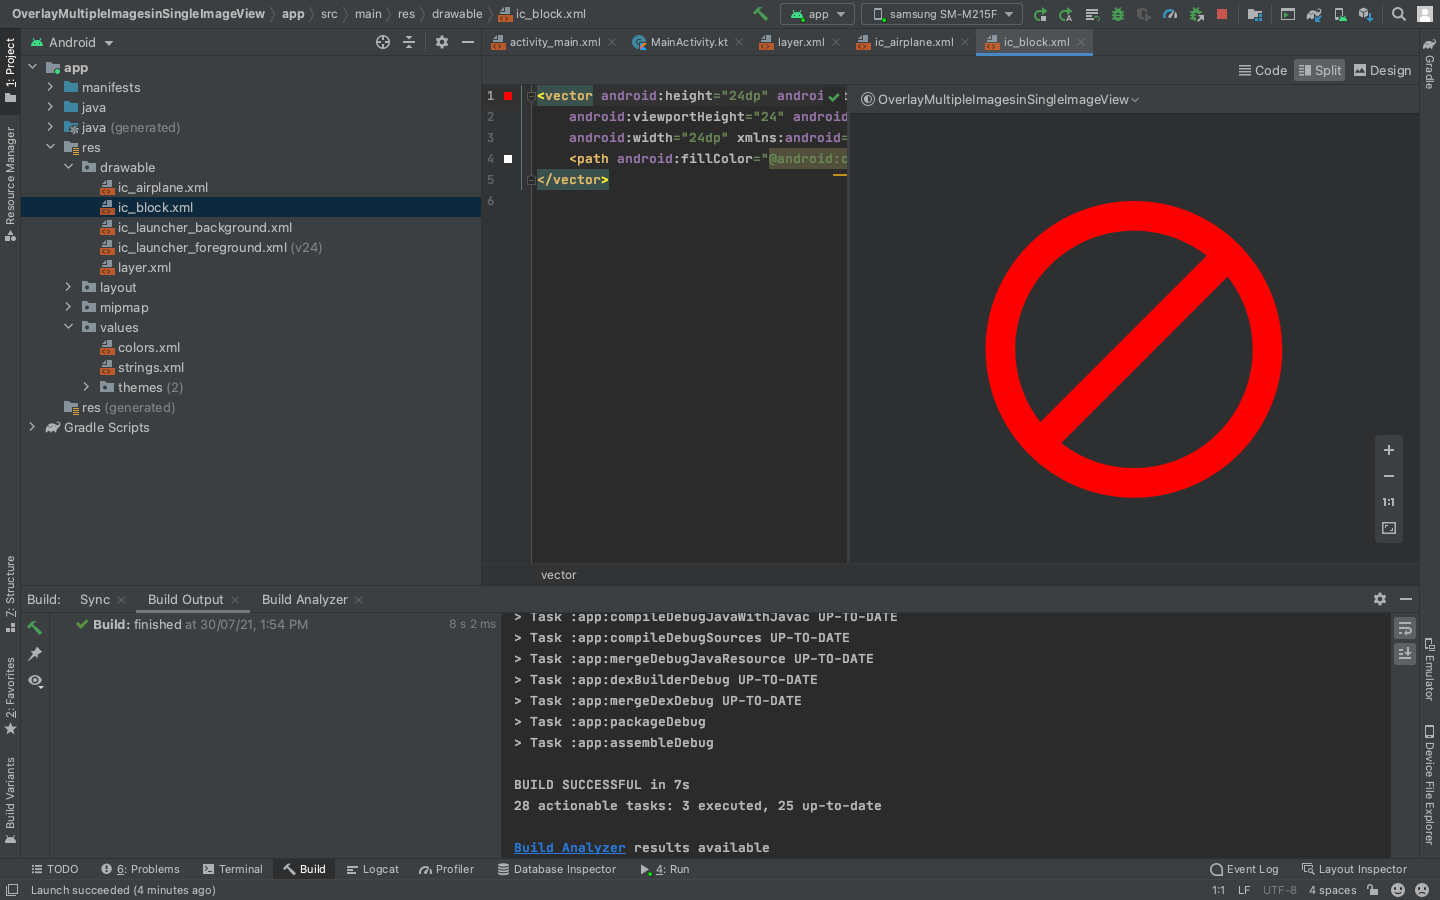 OverlayMultipleImagesinSingleImageView app src main res drawable ic_block.xml
app samsung SM-M215F
1: Project
Resource Manager
7: Structure
2: Favorites
Build Variants
Android
app
manifests
java
java (generated)
res
drawable
ic_airplane.xml
ic_block.xml
ic_launcher_background.xml
ic_launcher_foreground.xml (v24)
layer.xml
layout
mipmap
values
colors.xml
strings.xml
themes (2)
res (generated)
Gradle Scripts
activity_main.xml MainActivity.kt layer.xml ic_airplane.xml ic_block.xml
Code Split Design
1 <vector android:height="24dp" androi
2 android:viewportHeight="24" android
3 android:width="24dp" xmlns:android=
4 <path android:fillColor="@android:c
5 </vector>
6
vector
OverlayMultipleImagesinSingleImageView
1:1
Gradle
Emulator
Device File Explorer
Build: Sync Build Output Build Analyzer
Build: finished at 30/07/21, 1:54 PM 8 s 2 ms
> Task :app:compileDebugJavaWithJavac UP-TO-DATE
> Task :app:compileDebugSources UP-TO-DATE
> Task :app:mergeDebugJavaResource UP-TO-DATE
> Task :app:dexBuilderDebug UP-TO-DATE
> Task :app:mergeDexDebug UP-TO-DATE
> Task :app:packageDebug
> Task :app:assembleDebug
BUILD SUCCESSFUL in 7s
28 actionable tasks: 3 executed, 25 up-to-date
Build Analyzer results available
TODO 6: Problems Terminal Build Logcat Profiler Database Inspector 4: Run Event Log Layout Inspector
Launch succeeded (4 minutes ago) 1:1 LF UTF-8 4 spaces